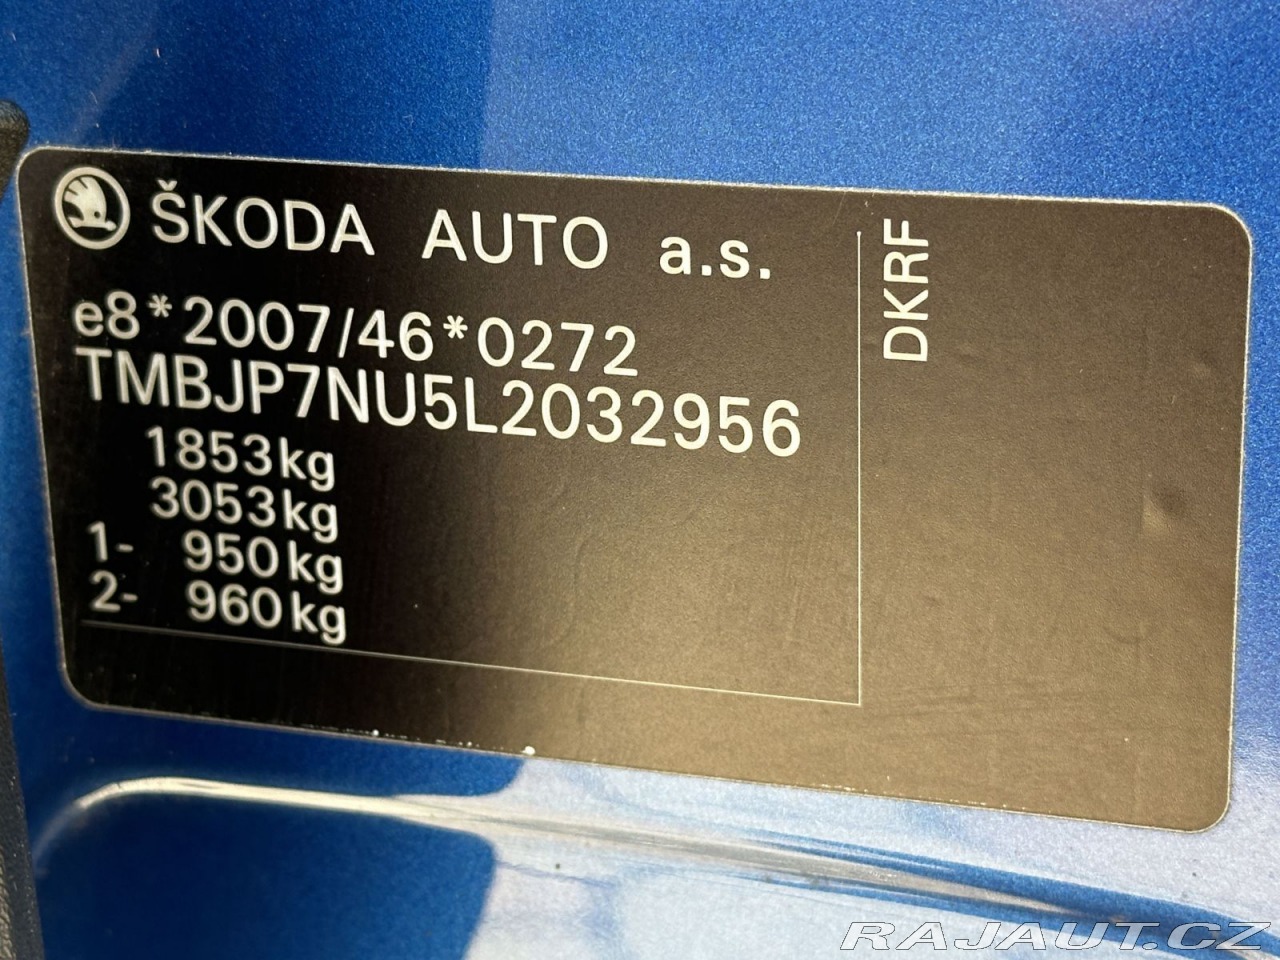 ŠKODA AUTO a.s.
e8*2007/46*0272
TMBJP7NU5L2032956
1853kg
3053kg
1- 950kg
2- 960kg
DKRF
RAJAUT.CZ